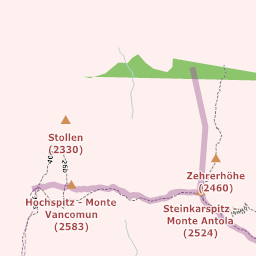 Stollen
(2330)
Zehrerhöhe
(2460)
Hochspitz - Monte
Vancomun
(2583)
Steinkarspitz -
Monte Antola
(2524)